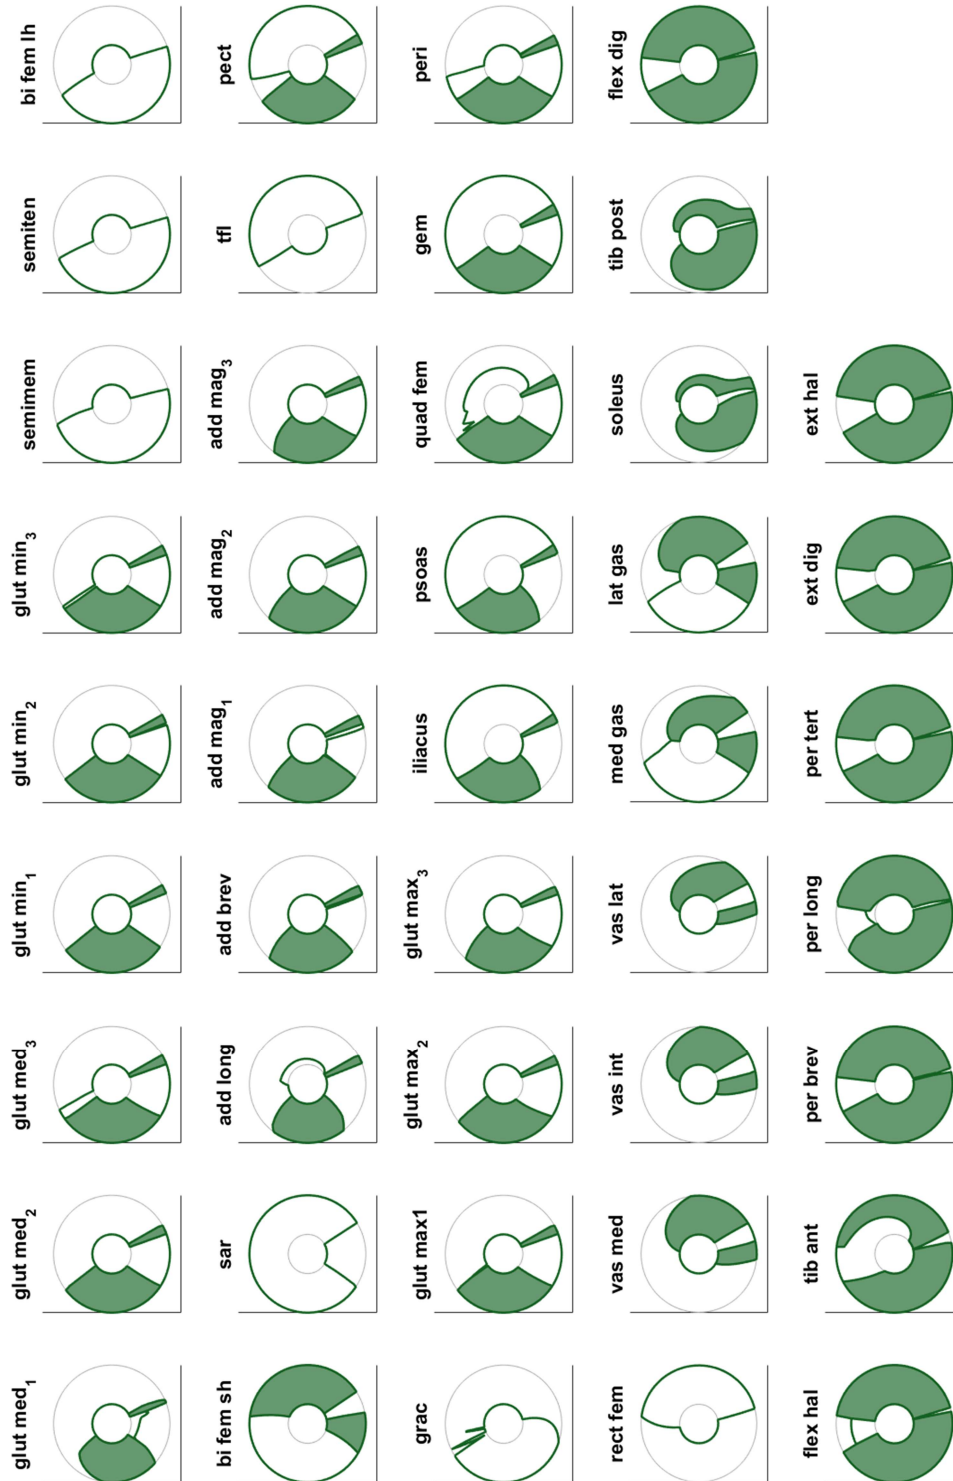 glut med₁
glut med₂
glut med₃
glut min₁
glut min₂
glut min₃
semimem
semiten
bi fem lh
bi fem sh
sar
add long
add brev
add mag₁
add mag₂
add mag₃
tfl
pect
grac
glut max1
glut max₂
glut max₃
iliacus
psoas
quad fem
gem
peri
rect fem
vas med
vas int
vas lat
med gas
lat gas
soleus
tib post
flex dig
flex hal
tib ant
per brev
per long
per tert
ext dig
ext hal